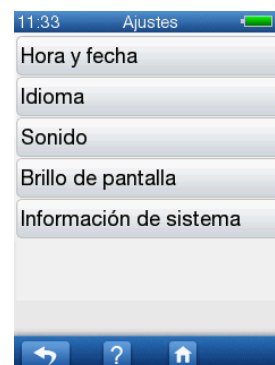 11:33 Ajustes
Hora y fecha
Idioma
Sonido
Brillo de pantalla
Información de sistema
?